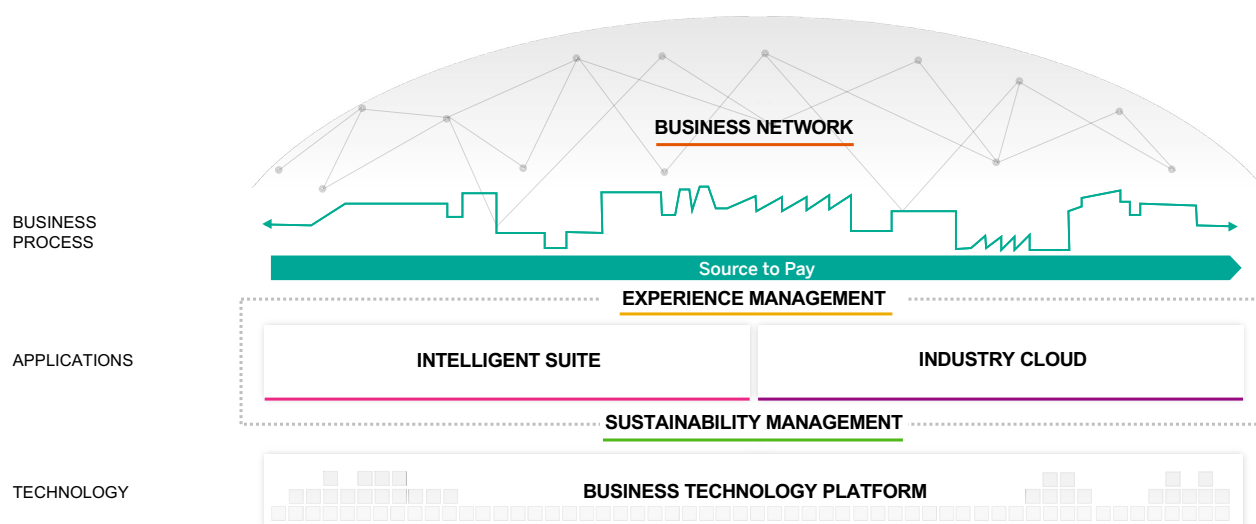 BUSINESS NETWORK
BUSINESS
PROCESS
Source to Pay
EXPERIENCE MANAGEMENT
APPLICATIONS
INTELLIGENT SUITE
INDUSTRY CLOUD
SUSTAINABILITY MANAGEMENT
TECHNOLOGY
BUSINESS TECHNOLOGY PLATFORM